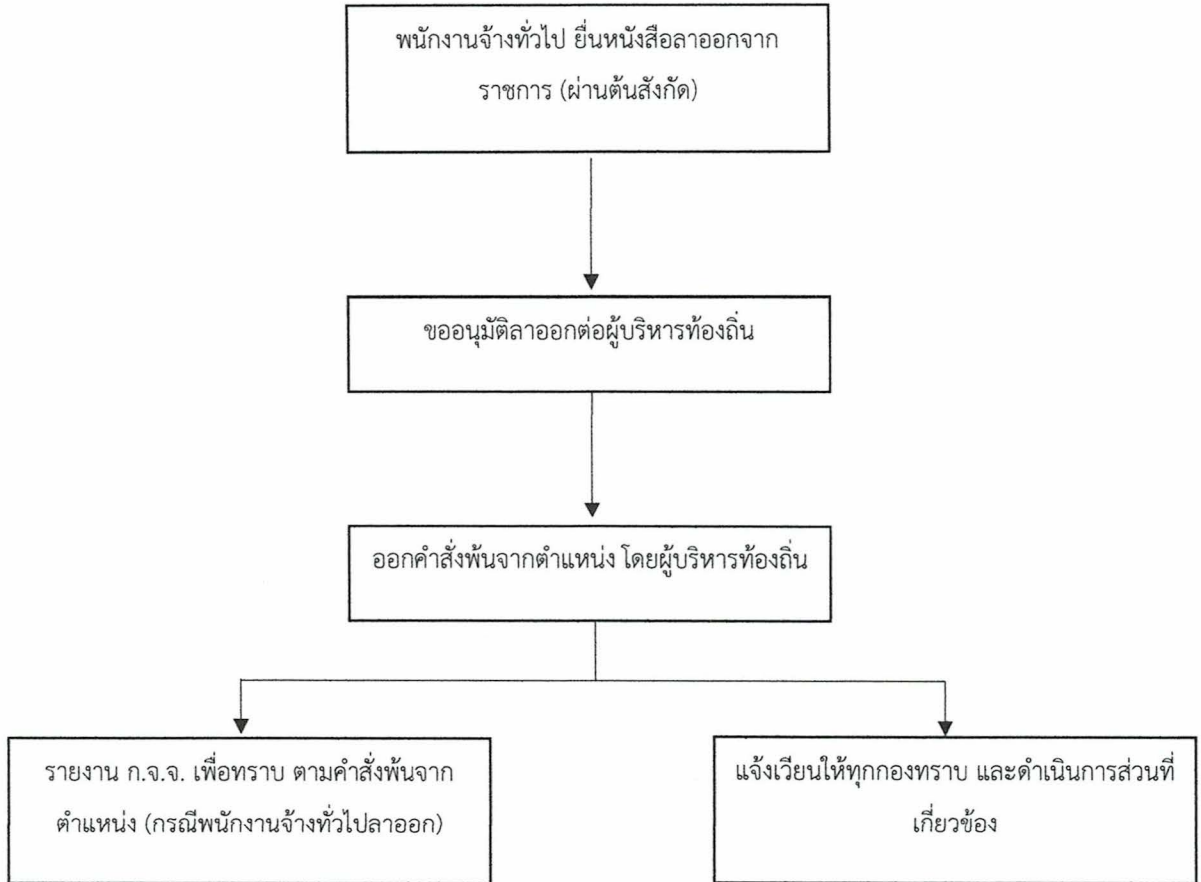 พนักงานจ้างทั่วไป ยื่นหนังสือลาออกจาก
ราชการ (ผ่านต้นสังกัด)
ขออนุมัติลาออกต่อผู้บริหารท้องถิ่น
ออกคำสั่งพ้นจากตำแหน่ง โดยผู้บริหารท้องถิ่น
รายงาน ก.จ.จ. เพื่อทราบ ตามคำสั่งพ้นจาก
ตำแหน่ง (กรณีพนักงานจ้างทั่วไปลาออก)
แจ้งเวียนให้ทุกกองทราบ และดำเนินการส่วนที่
เกี่ยวข้อง